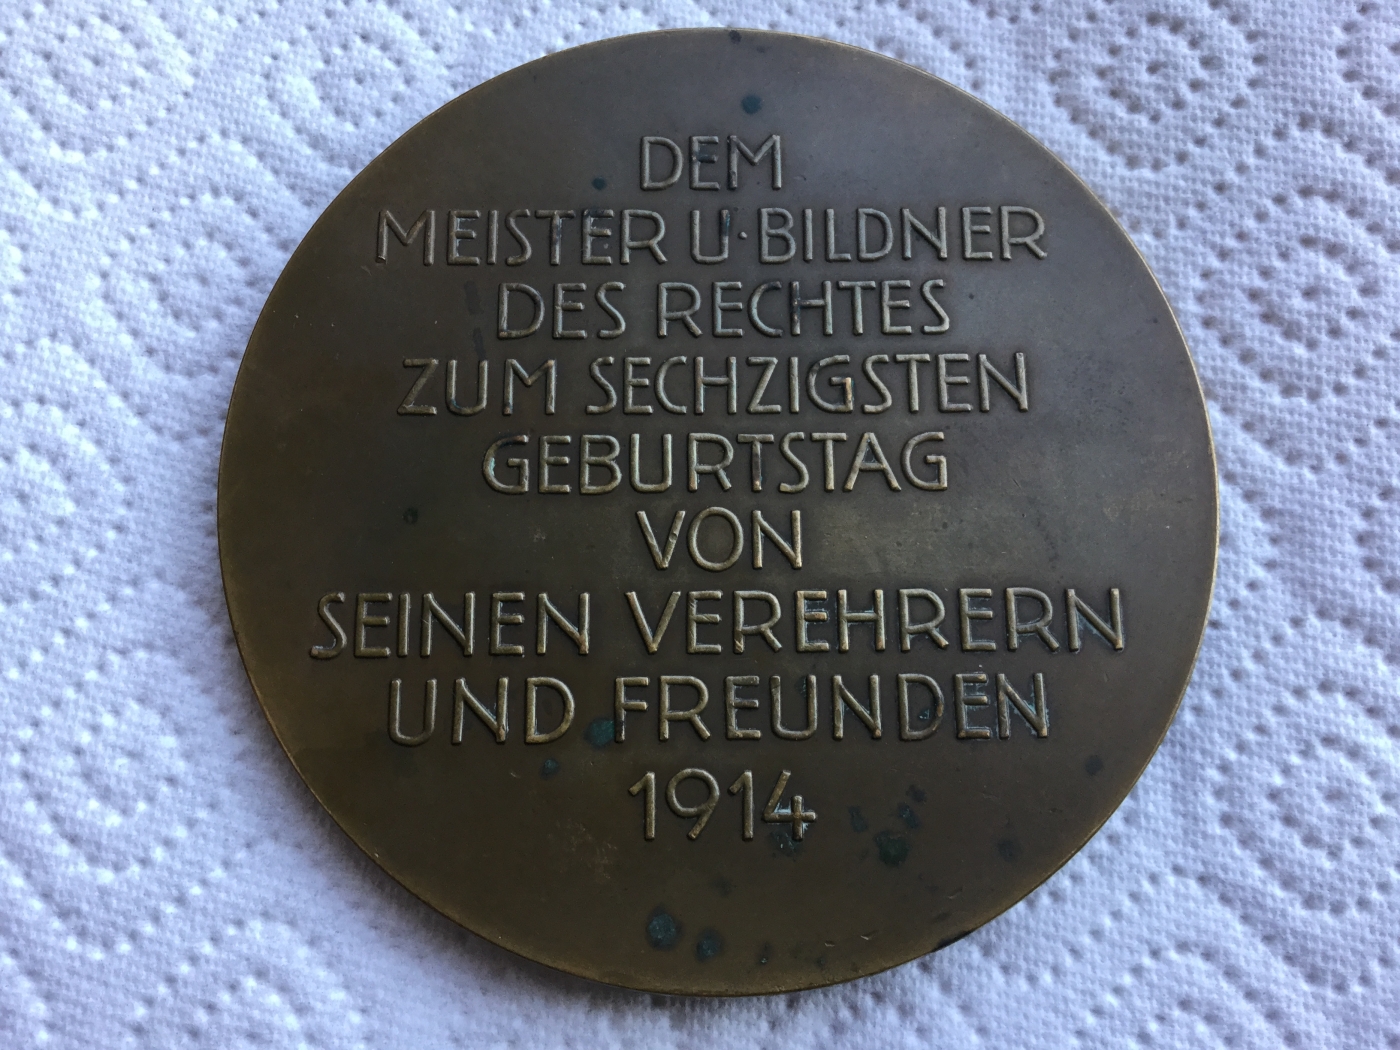 DEM
MEISTER U·BILDNER
DES RECHTES
ZUM SECHZIGSTEN
GEBURTSTAG
VON
SEINEN VEREHRERN
UND FREUNDEN
1914